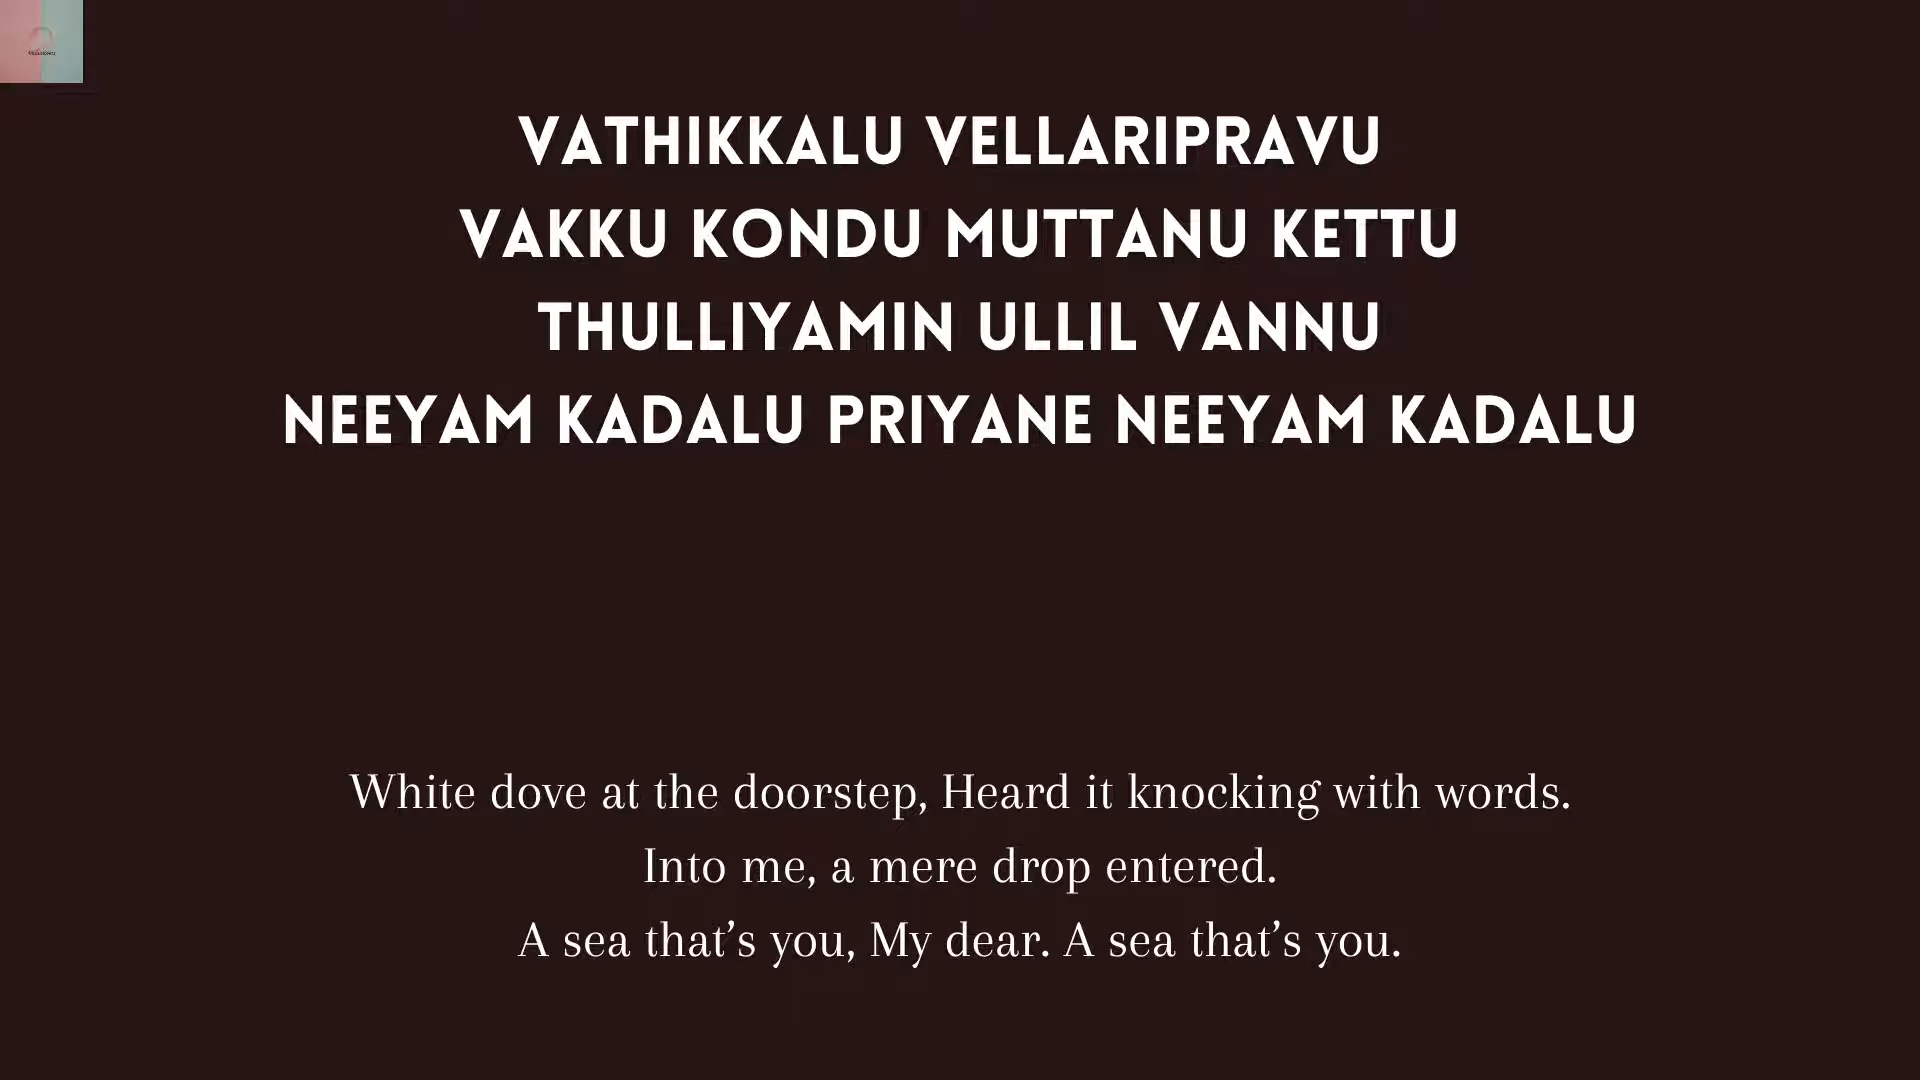 VATHIKKALU VELLARIPRAVU
VAKKU KONDU MUTTANU KETTU
THULLIYAMIN ULLIL VANNU
NEEYAM KADALU PRIYANE NEEYAM KADALU
White dove at the doorstep, Heard it knocking with words.
Into me, a mere drop entered.
A sea that’s you, My dear. A sea that’s you.